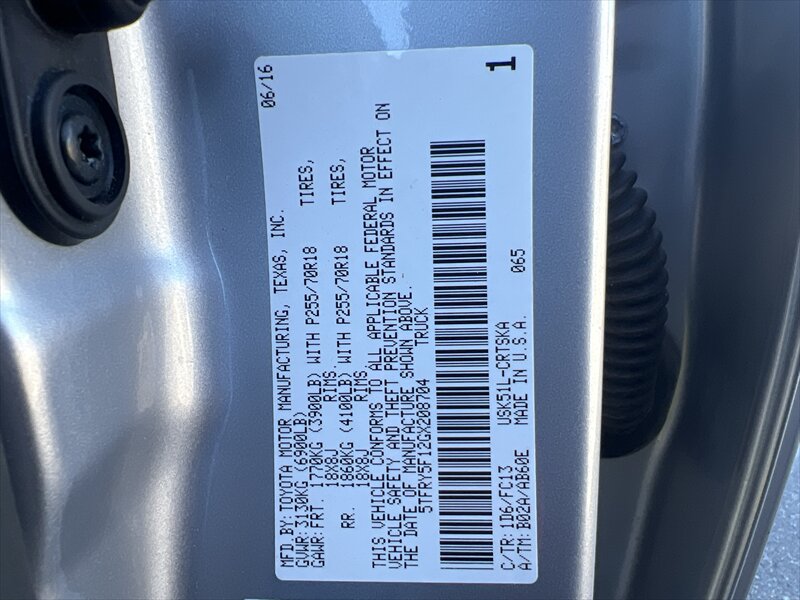 MFD.BY:TOYOTA MOTOR MANUFACTURING, TEXAS, INC. 06/16
GVWR:3130KG(6900LB)
GAWR:FRT. 1770KG (3900LB) WITH P255/70R18 TIRES,
18X8J RIMS.
RR. 1860KG (4100LB) WITH P255/70R18 TIRES,
18X8J RIMS.
THIS VEHICLE CONFORMS TO ALL APPLICABLE FEDERAL MOTOR
VEHICLE SAFETY AND THEFT PREVENTION STANDARDS IN EFFECT ON
THE DATE OF MANUFACTURE SHOWN ABOVE.
5TFRY5F12GX208704 TRUCK
C/TR:1D6/FC13 USK51L-CRTSKA 065
A/TM:B02A/AB60E MADE IN U.S.A.
1